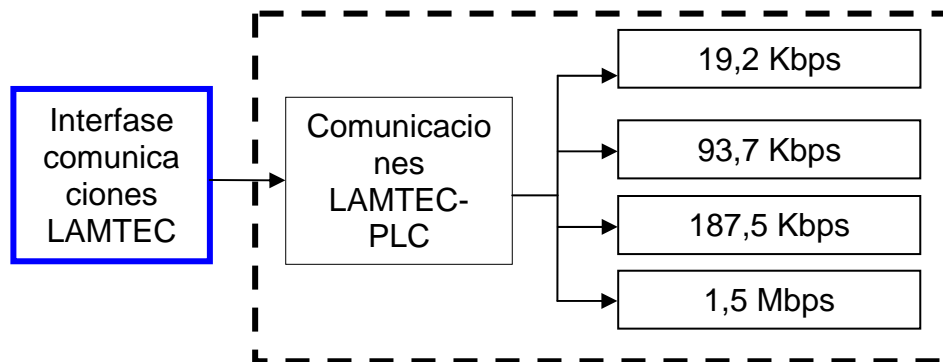 Interfase
comunica
ciones
LAMTEC
Comunicacio
nes
LAMTEC-
PLC
19,2 Kbps
93,7 Kbps
187,5 Kbps
1,5 Mbps